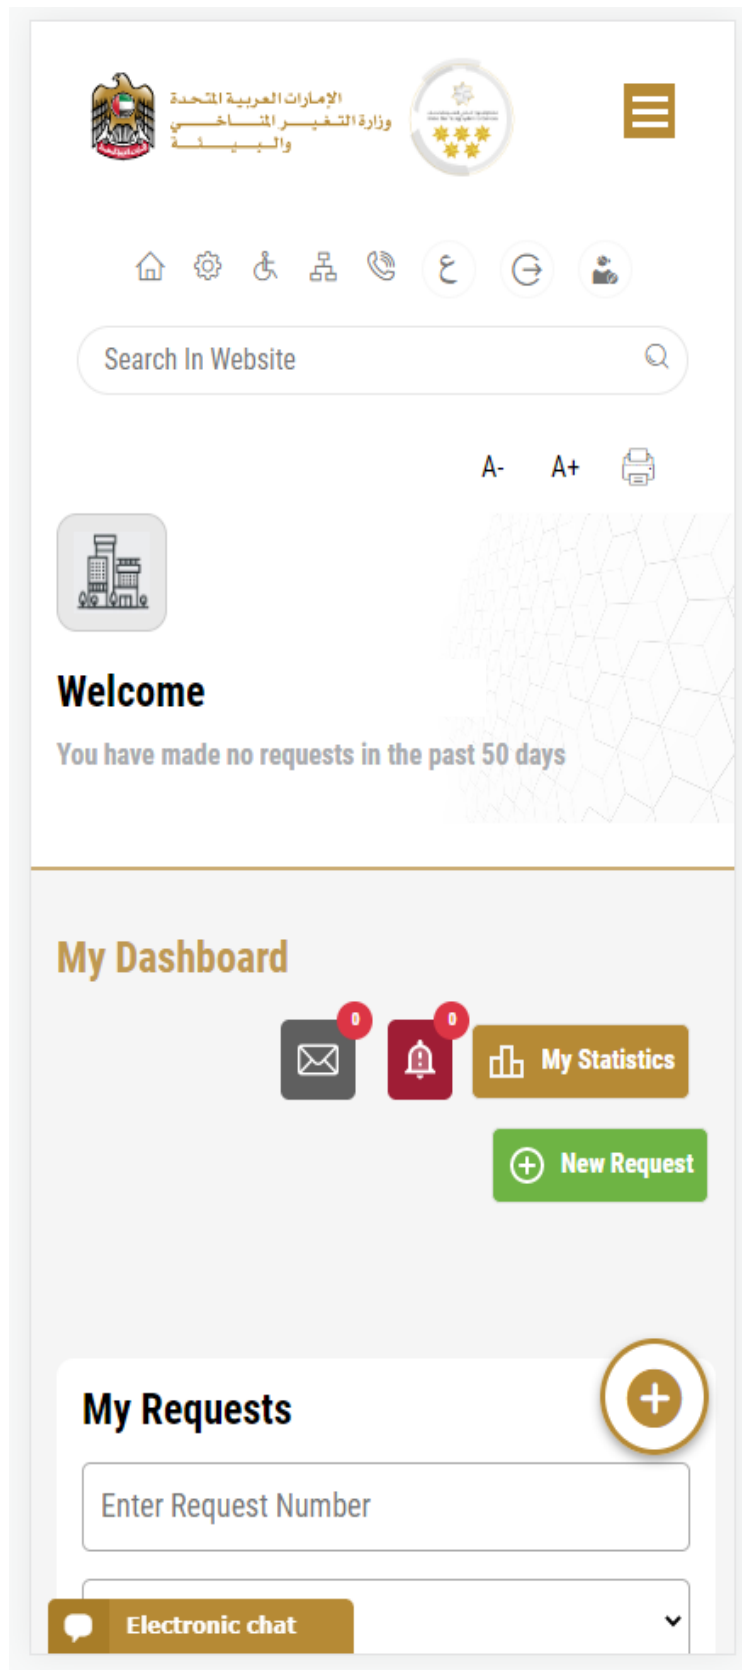 الإمارات العربية المتحدة
وزارة التغيير المناخي
والبيئة
ع
Search In Website
A-
A+
Welcome
You have made no requests in the past 50 days
My Dashboard
0
0
My Statistics
New Request
My Requests
Enter Request Number
Electronic chat